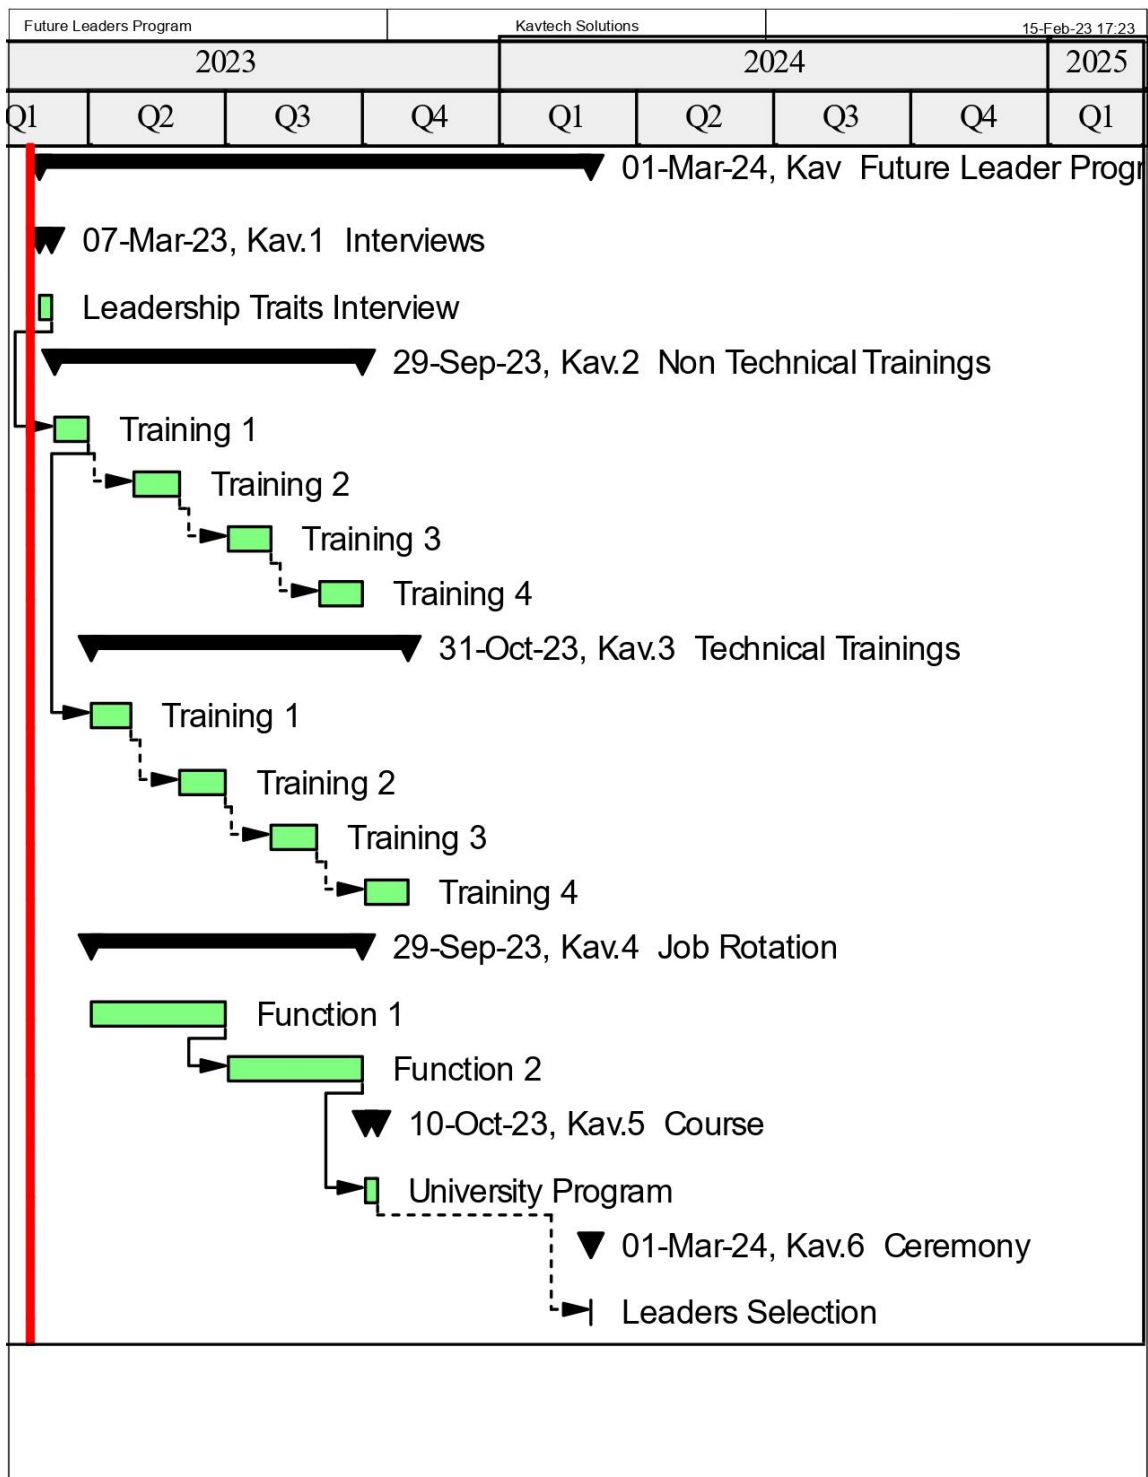 Future Leaders Program Kavtech Solutions 15-Feb-23 17:23
2023 2024 2025
Q1 Q2 Q3 Q4 Q1 Q2 Q3 Q4 Q1
01-Mar-24, Kav Future Leader Progr
07-Mar-23, Kav.1 Interviews
Leadership Traits Interview
29-Sep-23, Kav.2 Non Technical Trainings
Training 1
Training 2
Training 3
Training 4
31-Oct-23, Kav.3 Technical Trainings
Training 1
Training 2
Training 3
Training 4
29-Sep-23, Kav.4 Job Rotation
Function 1
Function 2
10-Oct-23, Kav.5 Course
University Program
01-Mar-24, Kav.6 Ceremony
Leaders Selection